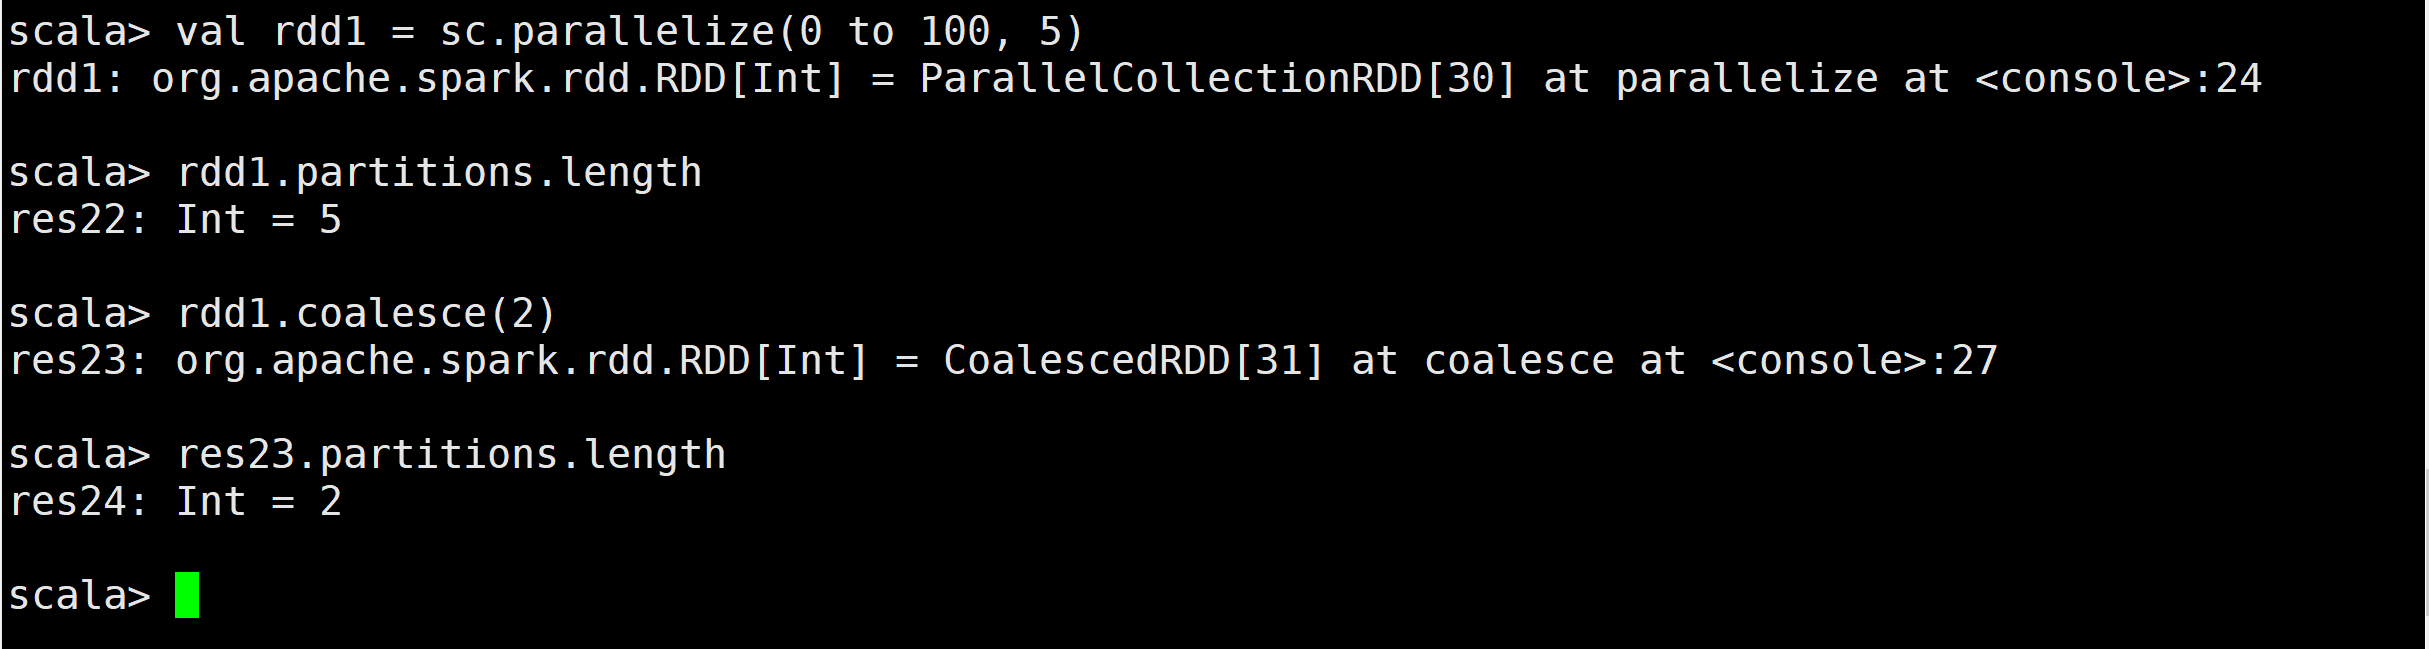 scala> val rdd1 = sc.parallelize(0 to 100, 5)
rdd1: org.apache.spark.rdd.RDD[Int] = ParallelCollectionRDD[30] at parallelize at <console>:24
scala> rdd1.partitions.length
res22: Int = 5
scala> rdd1.coalesce(2)
res23: org.apache.spark.rdd.RDD[Int] = CoalescedRDD[31] at coalesce at <console>:27
scala> res23.partitions.length
res24: Int = 2
scala>